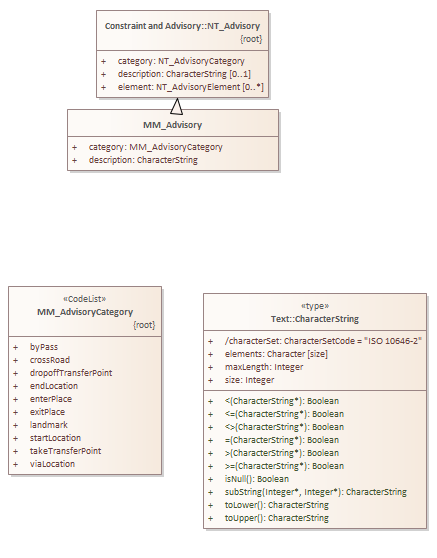 Constraint and Advisory::NT_Advisory
{root}
+ category: NT_AdvisoryCategory
+ description: CharacterString [0..1]
+ element: NT_AdvisoryElement [0..*]
MM_Advisory
+ category: MM_AdvisoryCategory
+ description: CharacterString
«CodeList»
MM_AdvisoryCategory
{root}
+ byPass
+ crossRoad
+ dropoffTransferPoint
+ endLocation
+ enterPlace
+ exitPlace
+ landmark
+ startLocation
+ takeTransferPoint
+ viaLocation
«type»
Text::CharacterString
+ /characterSet: CharacterSetCode = "ISO 10646-2"
+ elements: Character [size]
+ maxLength: Integer
+ size: Integer
+ <(CharacterString*): Boolean
+ <=(CharacterString*): Boolean
+ <>(CharacterString*): Boolean
+ =(CharacterString*): Boolean
+ >(CharacterString*): Boolean
+ >=(CharacterString*): Boolean
+ isNull(): Boolean
+ subString(Integer*, Integer*): CharacterString
+ toLower(): CharacterString
+ toUpper(): CharacterString